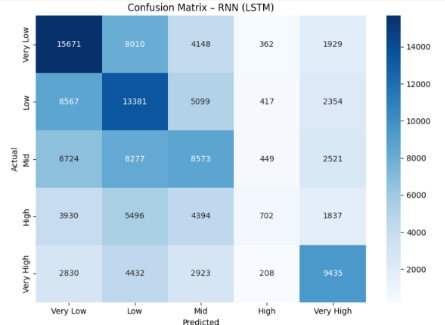 Confusion Matrix – RNN (LSTM)
Very Low 15671 8010 4148 362 1929
Low 8567 13381 5099 417 2354
Mid 6724 8277 8573 449 2521
High 3930 5496 4394 702 1837
Very High 2830 4432 2923 208 9435
Very Low Low Mid High Very High
Actual
Predicted
14000
12000
10000
8000
6000
4000
2000